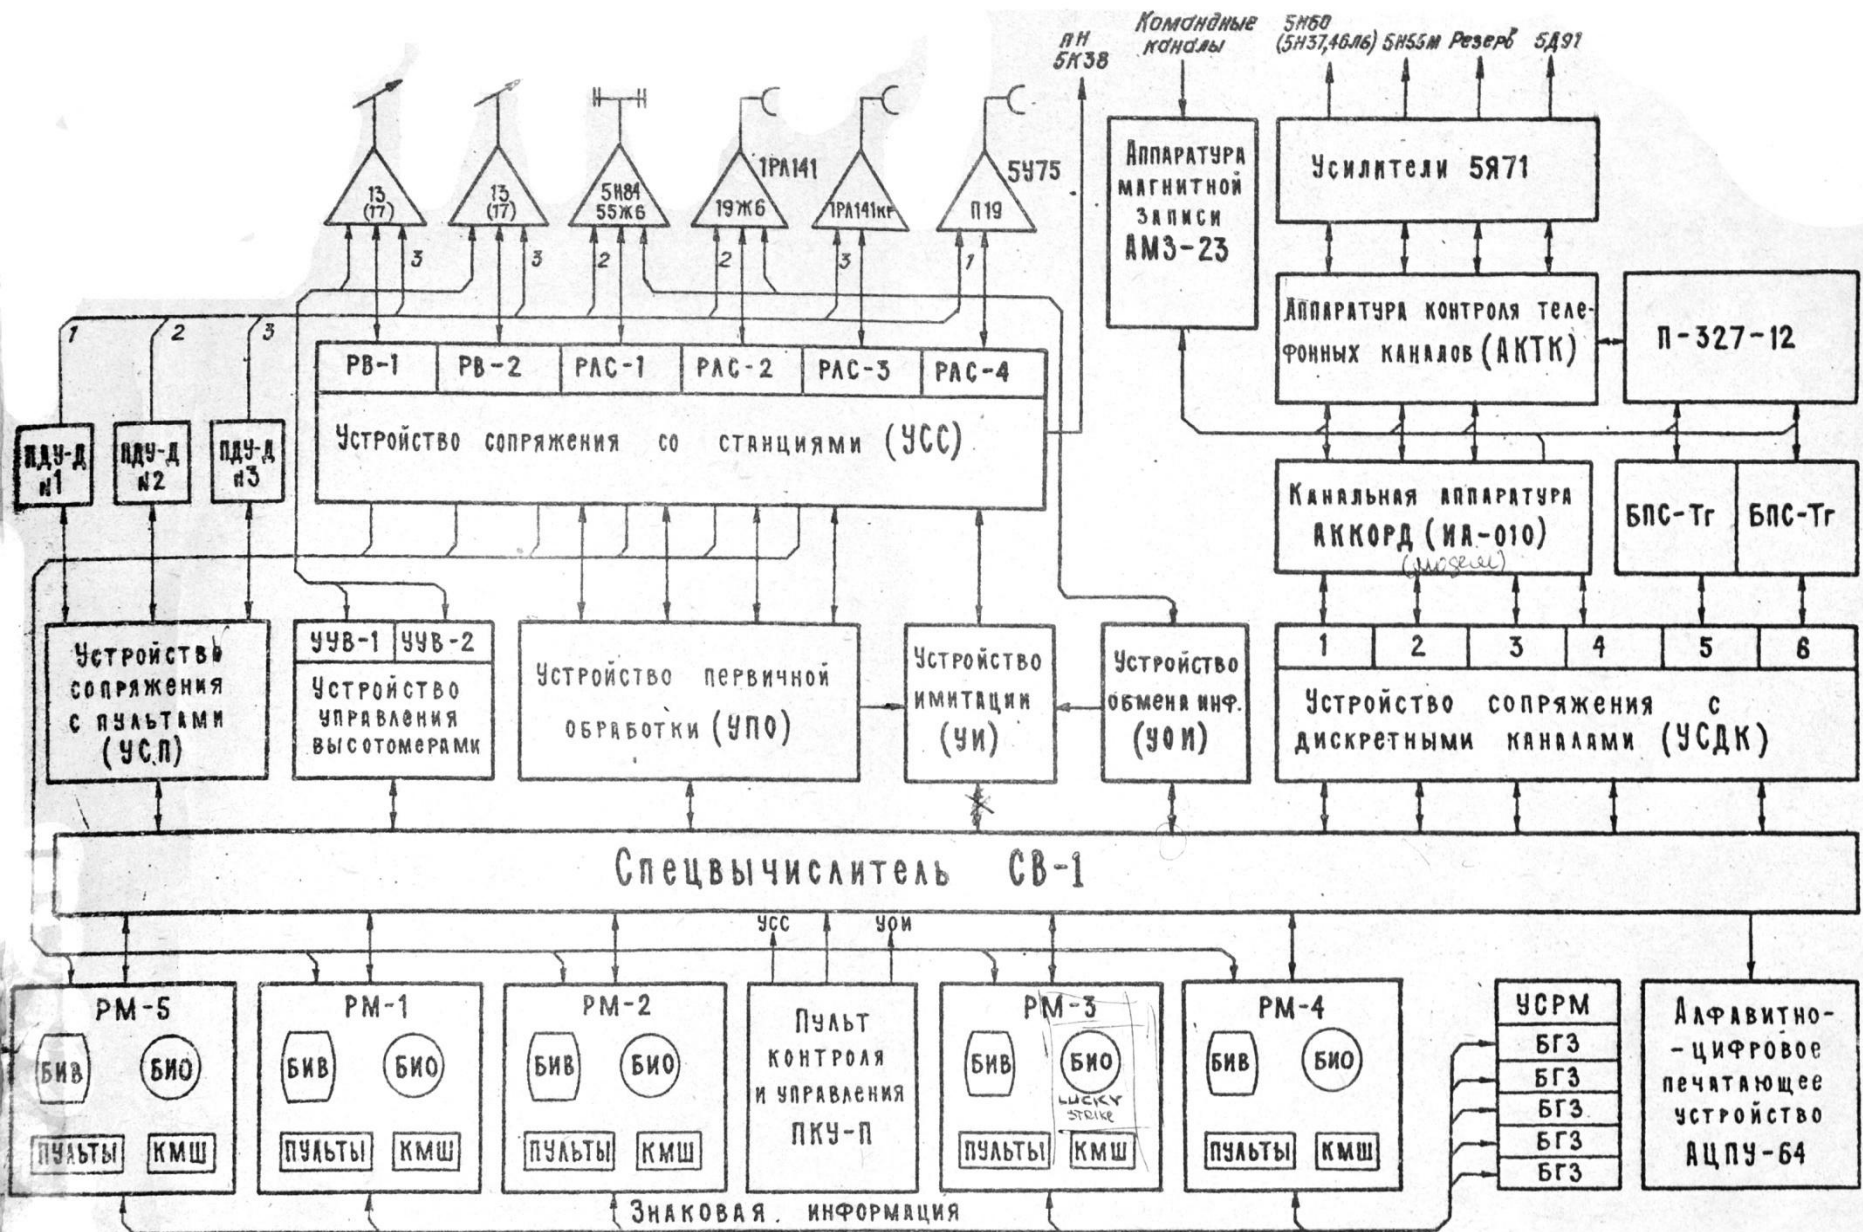 ПН
5К38
Командные
каналы
5Н60
(5Н37,46Л6)
5Н55М
Резерв
5Д91
13
(17)
13
(17)
5Н84
55Ж6
1РЛ141
19Ж6
1РЛ141кр
5У75
П19
3
3
2
2
3
1
1
2
3
Аппаратура
магнитной
записи
АМЗ-23
Усилители 5Я71
Аппаратура контроля теле-
фонных каналов (АКТК)
П-327-12
РВ-1
РВ-2
РЛС-1
РЛС-2
РЛС-3
РЛС-4
Устройство сопряжения со станциями (УСС)
ПДУ-Д
№1
ПДУ-Д
№2
ПДУ-Д
№3
Канальная аппаратура
АККОРД (ИА-010)
БПС-Тг
БПС-Тг
Устройство
сопряжения
с пультами
(УСП)
УУВ-1
УУВ-2
Устройство
управления
высотомерами
Устройство первичной
обработки (УПО)
Устройство
имитации
(УИ)
Устройство
обмена инф.
(УОИ)
1
2
3
4
5
6
Устройство сопряжения с
дискретными каналами (УСДК)
Спецвычислитель СВ-1
УСС
УОИ
РМ-5
БИВ
БИО
ПУЛЬТЫ
КМШ
РМ-1
БИВ
БИО
ПУЛЬТЫ
КМШ
РМ-2
БИВ
БИО
ПУЛЬТЫ
КМШ
Пульт
контроля
и управления
ПКУ-П
РМ-3
БИВ
БИО
LUCKY
STRIKE
ПУЛЬТЫ
КМШ
РМ-4
БИВ
БИО
ПУЛЬТЫ
КМШ
УСРМ
БГЗ
БГЗ
БГЗ
БГЗ
БГЗ
Алфавитно-
-цифровое
печатающее
устройство
АЦПУ-64
Знаковая информация